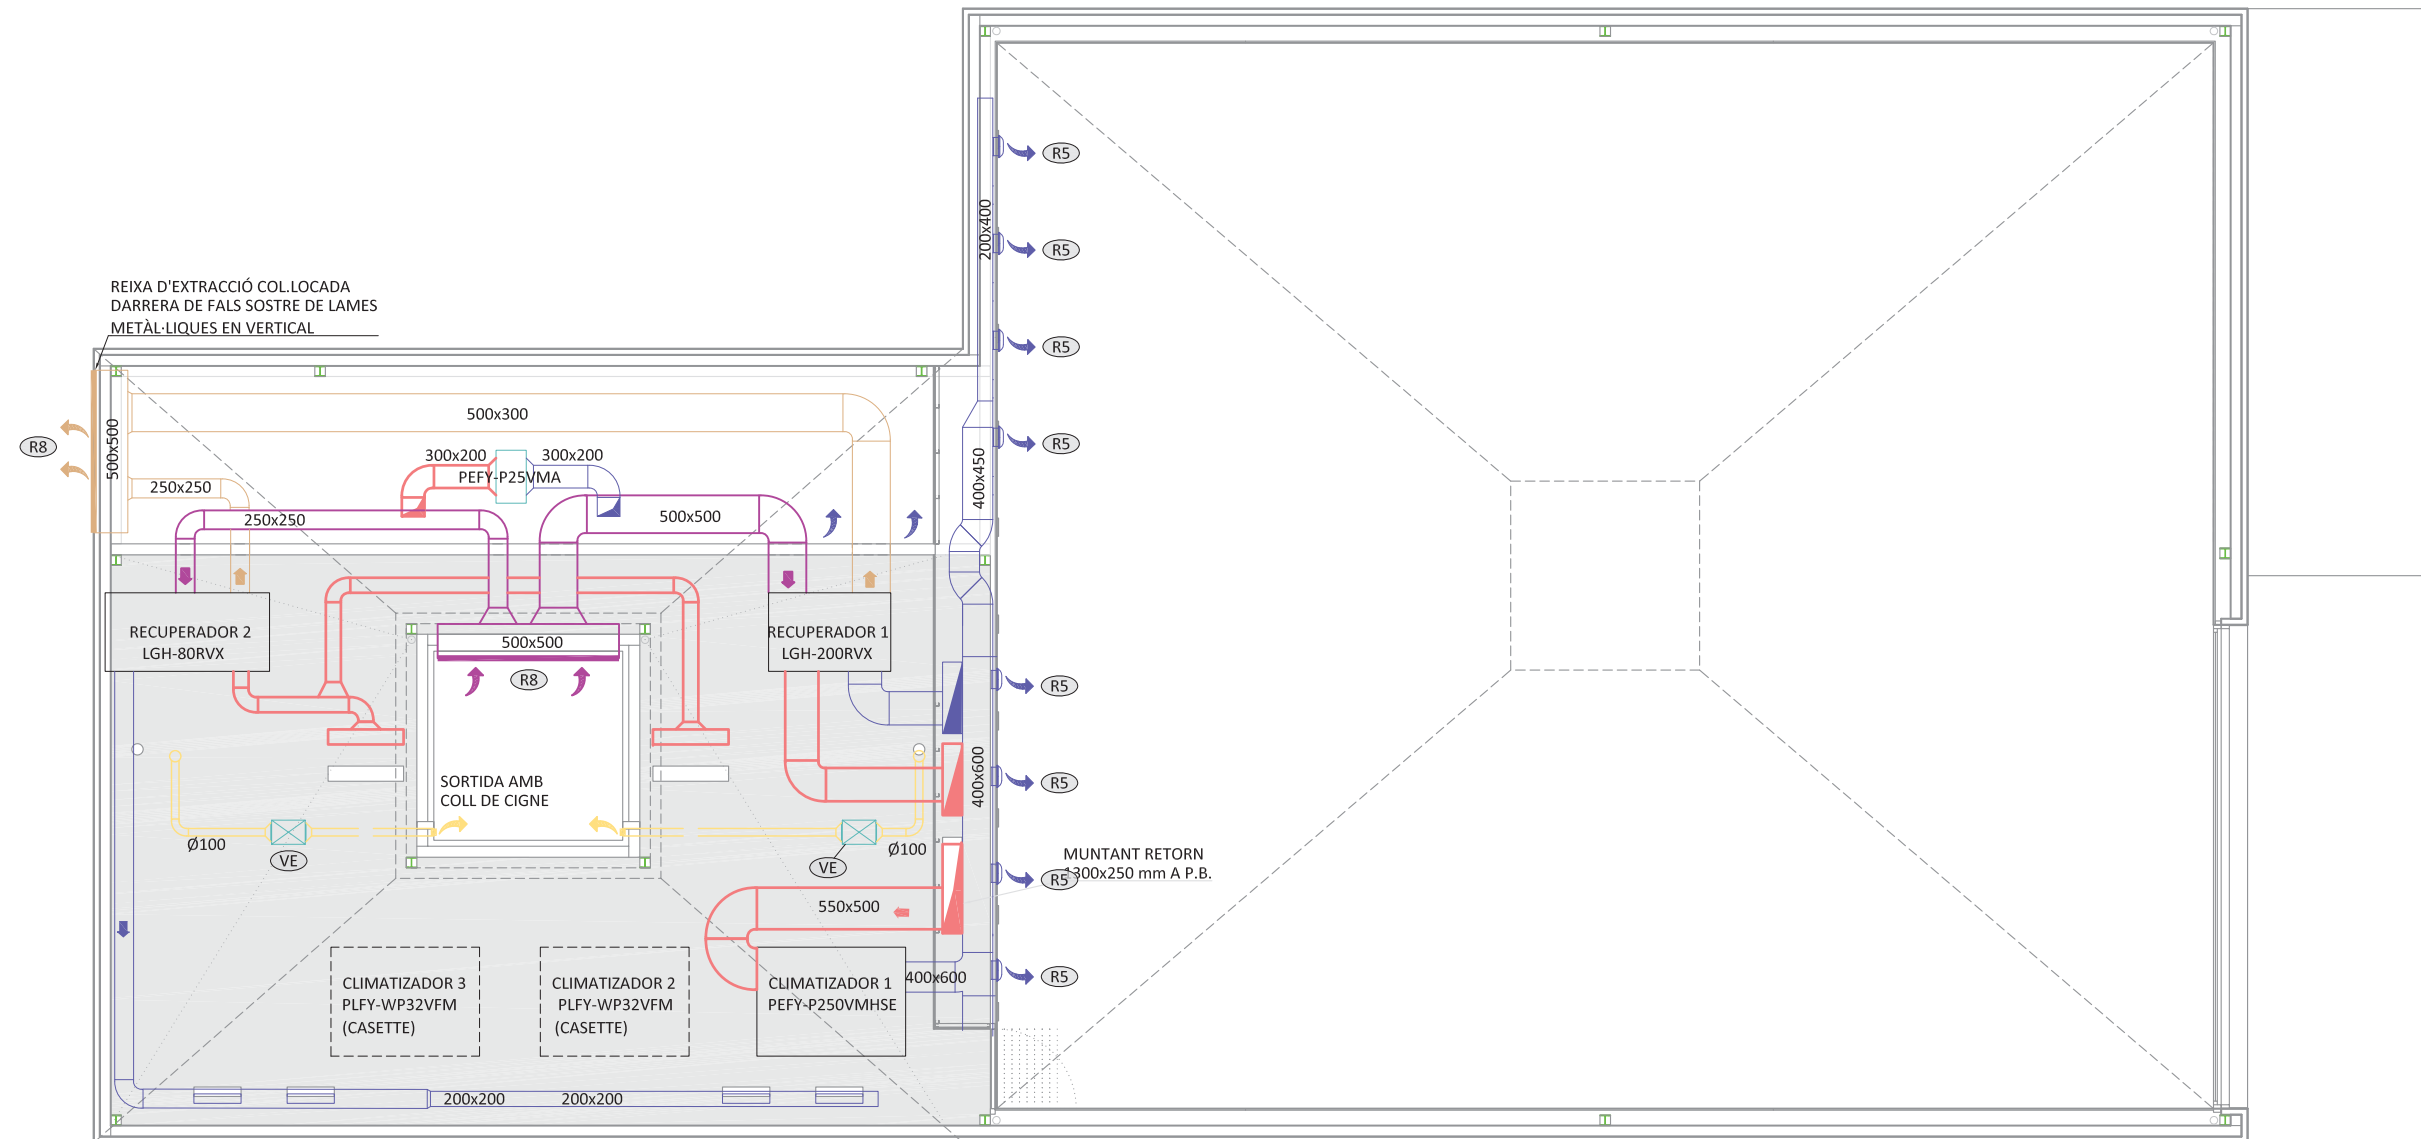 R5
R5
200x400
REIXA D'EXTRACCIÓ COL.LOCADA
DARRERA DE FALS SOSTRE DE LAMES
METÀL·LIQUES EN VERTICAL
R5
500x300
R8
500x500
R5
300x200
300x200
PEFY-P25VMA
400x450
250x250
250x250
500x500
RECUPERADOR 2
LGH-80RVX
500x500
RECUPERADOR 1
LGH-200RVX
R8
R5
SORTIDA AMB
COLL DE CIGNE
400x600
R5
Ø100
VE
Ø100
VE
MUNTANT RETORN
1300x250 mm A P.B.
R5
550x500
CLIMATIZADOR 3
PLFY-WP32VFM
(CASETTE)
CLIMATIZADOR 2
PLFY-WP32VFM
(CASETTE)
CLIMATIZADOR 1
PEFY-P250VMHSE
400x600
R5
200x200
200x200